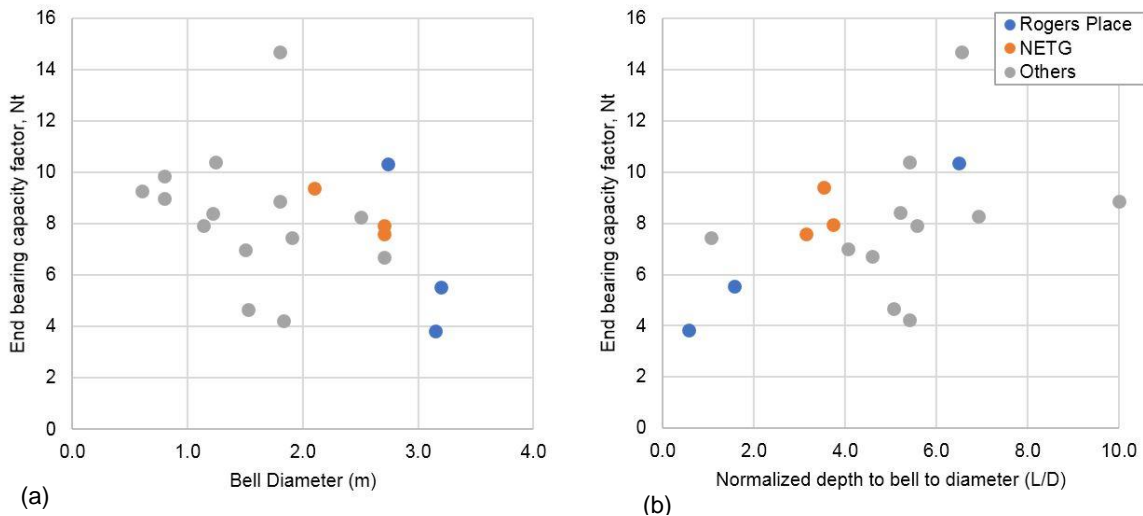 End bearing capacity factor, Nt
16
14
12
10
8
6
4
2
0
0.0 1.0 2.0 3.0 4.0
Bell Diameter (m)
(a)
End bearing capacity factor, Nt
16
14
12
10
8
6
4
2
0
0.0 2.0 4.0 6.0 8.0 10.0
Normalized depth to bell to diameter (L/D)
(b)
Rogers Place
NETG
Others